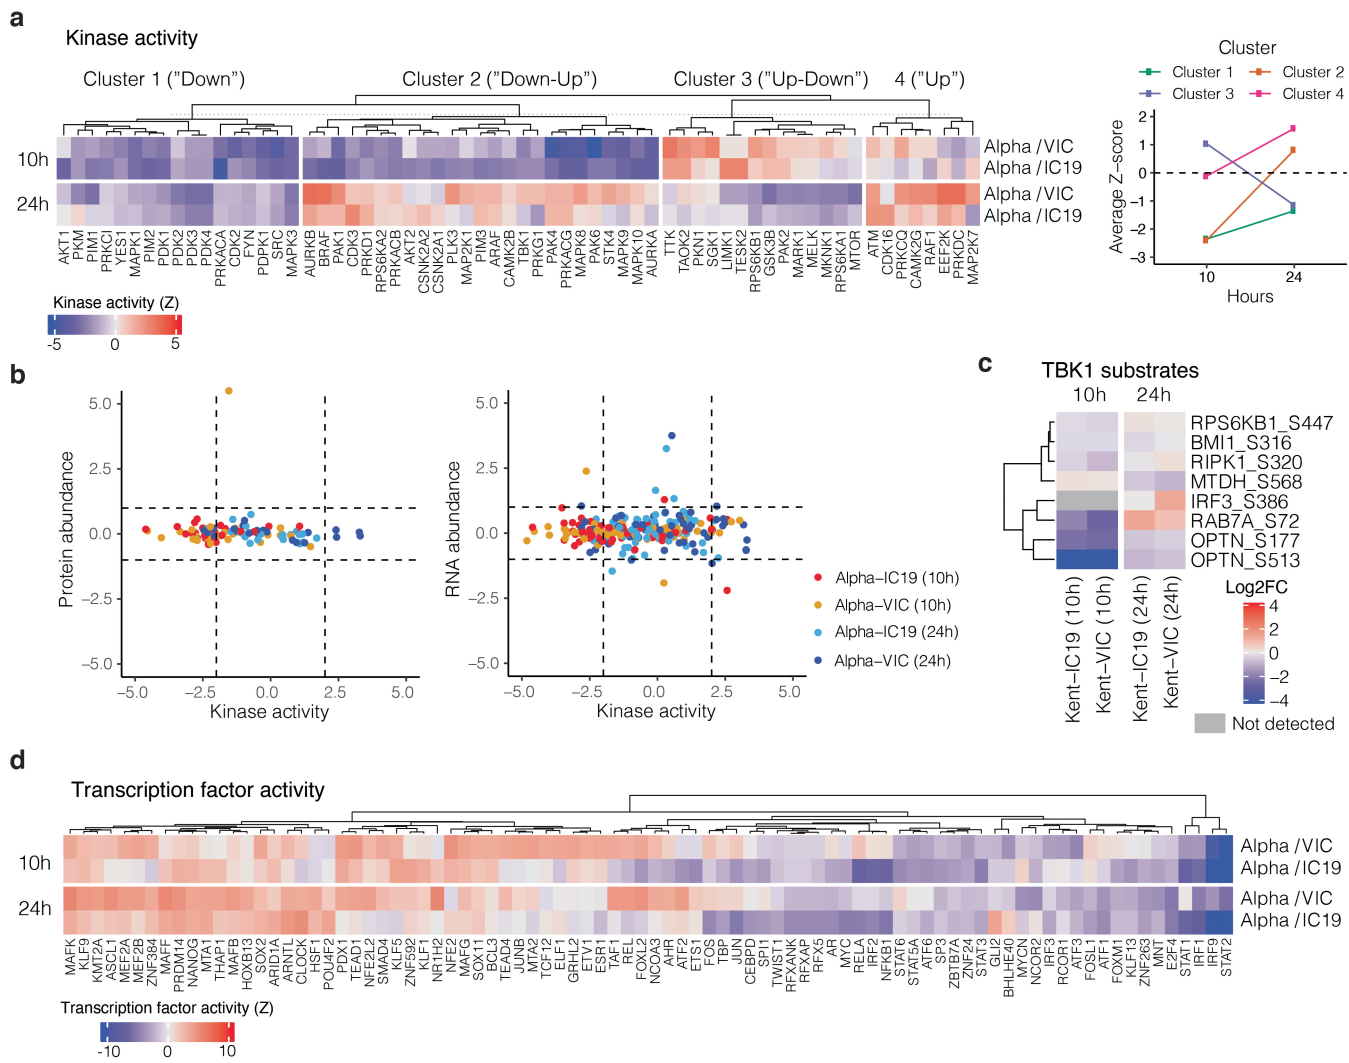 a
Kinase activity
Cluster 1 ("Down")
Cluster 2 ("Down-Up")
Cluster 3 ("Up-Down")
4 ("Up")
10h
Alpha /VIC
Alpha /IC19
24h
Alpha /VIC
Alpha /IC19
AKT1 PKM PIM1 PRKCI YES1 MAPK1 PIM2 PDK1 PDK2 PDK3 PDK4 PRKACA CDK2 FYN PDPK1 SRC MAPK3
AURKB BRAF PAK1 CDK3 PRKD1 RPS6KA2 PRKACB AKT2 CSNK2A2 CSNK2A1 PLK3 MAP2K1 PIM3 ARAF CAMK2B TBK1 PRKG1 PAK4 PRKACG MAPK8 PAK6 STK4 MAPK9 MAPK10 AURKA
TTK TAOK2 PKN1 SGK1 LIMK1 TESK2 RPS6KB1 GSK3B PAK2 MARK1 MELK MKNK1 RPS6KA1 MTOR
ATM CDK16 PRKCQ CAMK2G RAF1 EEF2K PRKDC MAP2K7
Kinase activity (Z)
-5 0 5
Cluster
Cluster 1
Cluster 2
Cluster 3
Cluster 4
Average Z−score
2
1
0
−1
−2
−3
10 24
Hours
b
Protein abundance
5.0
2.5
0.0
−2.5
−5.0
−5.0 −2.5 0.0 2.5 5.0
Kinase activity
RNA abundance
5.0
2.5
0.0
−2.5
−5.0
−5.0 −2.5 0.0 2.5 5.0
Kinase activity
Alpha−IC19 (10h)
Alpha−VIC (10h)
Alpha−IC19 (24h)
Alpha−VIC (24h)
c
TBK1 substrates
10h 24h
RPS6KB1_S447
BMI1_S316
RIPK1_S320
MTDH_S568
IRF3_S386
RAB7A_S72
OPTN_S177
OPTN_S513
Kent−IC19 (10h)
Kent−VIC (10h)
Kent−IC19 (24h)
Kent−VIC (24h)
Log2FC
4
2
0
−2
−4
Not detected
d
Transcription factor activity
10h
Alpha /VIC
Alpha /IC19
24h
Alpha /VIC
Alpha /IC19
MAFK KLF9 KMT2A ASCL1 MEF2A MEF2B ZNF384 MAFF PRDM14 NANOG MTA1 THAP1 MAFB HOXB13 SOX2 ARID1A ARNTL CLOCK HSF1 POU4F2 PDX1 TEAD1 NFE2L2 SMAD4 KLF5 ZNF592 KLF1 NR1H2 NFE2 MAFG SOX11 BCL3 TEAD4 JUNB MTA2 TCF12 ELF1 GRHL2 ETV1 ESR1 TAF1 REL FOXL2 NCOA3 AHR ATF2 ETS1 FOS TBP JUN CEBPD SPI1 TWIST1 RFXANK RFXAP RFX5 AR MYC RELA IRF2 NFKB1 STAT6 STAT5A ATF6 SP3 ZBTB7A ZNF24 STAT3 GLI2 BHLHE40 MYCN NCOR2 IRF3 RCOR1 ATF3 FOSL1 ATF1 FOXM1 KLF13 ZNF263 MNT E2F4 STAT1 IRF1 IRF9 STAT2
Transcription factor activity (Z)
-10 0 10